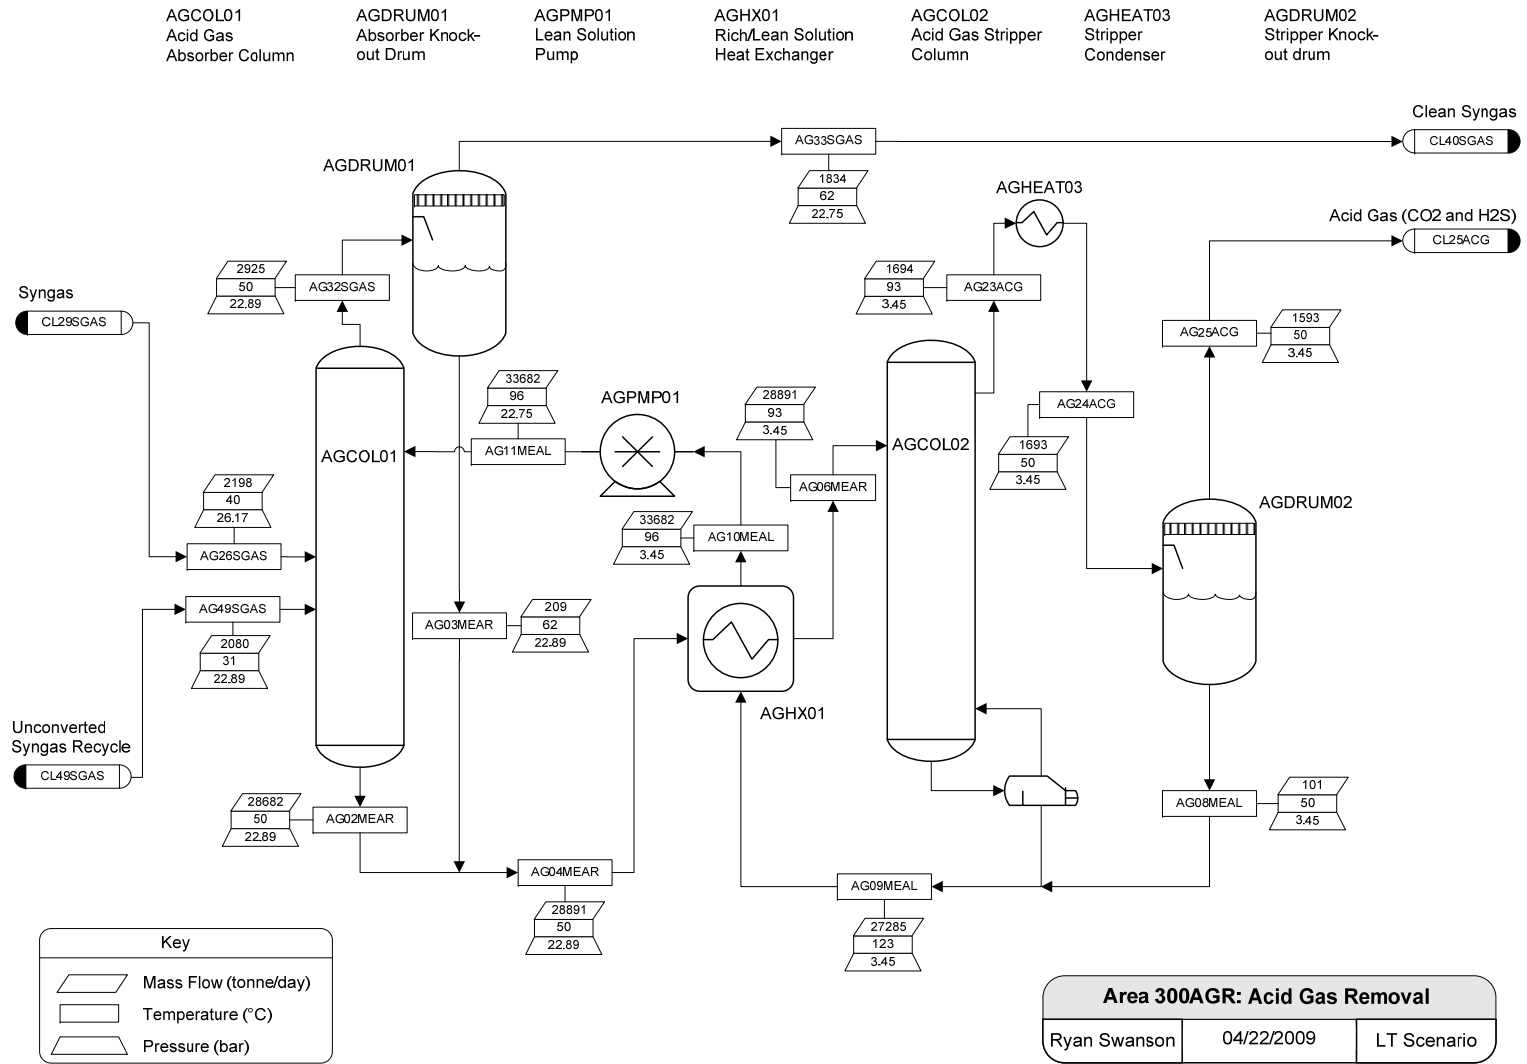 AGCOL01
Acid Gas
Absorber Column
AGDRUM01
Absorber Knock-
out Drum
AGPMP01
Lean Solution
Pump
AGHX01
Rich/Lean Solution
Heat Exchanger
AGCOL02
Acid Gas Stripper
Column
AGHEAT03
Stripper
Condenser
AGDRUM02
Stripper Knock-
out drum
Clean Syngas
CL40SGAS
AG33SGAS
1834
62
22.75
AGDRUM01
AGHEAT03
Acid Gas (CO2 and H2S)
CL25ACG
2925
50
22.89
AG32SGAS
1694
93
3.45
AG23ACG
Syngas
CL29SGAS
AG25ACG
1593
50
3.45
33682
96
22.75
AG11MEAL
AGPMP01
28891
93
3.45
AG06MEAR
AGCOL01
AGCOL02
AG24ACG
1693
50
3.45
AGDRUM02
2198
40
26.17
AG26SGAS
33682
96
3.45
AG10MEAL
AG49SGAS
2080
31
22.89
AG03MEAR
209
62
22.89
AGHX01
Unconverted
Syngas Recycle
CL49SGAS
28682
50
22.89
AG02MEAR
AG08MEAL
101
50
3.45
AG04MEAR
28891
50
22.89
AG09MEAL
27285
123
3.45
Key
Mass Flow (tonne/day)
Temperature (°C)
Pressure (bar)
Area 300AGR: Acid Gas Removal
Ryan Swanson
04/22/2009
LT Scenario